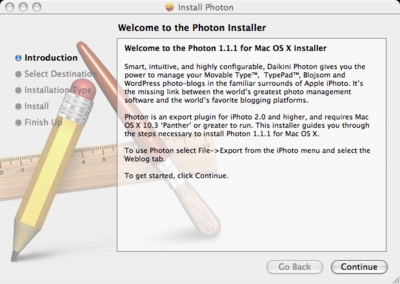 Install Photon
Welcome to the Photon Installer
Introduction
Select Destination
Installation Type
Install
Finish Up
Welcome to the Photon 1.1.1 for Mac OS X Installer
Smart, intuitive, and highly configurable, Daikini Photon gives you the
power to manage your Movable Type™, TypePad™, Blojsom and
WordPress photo-blogs in the familiar surrounds of Apple iPhoto. It's
the missing link between the world's greatest photo management
software and the world's favorite blogging platforms.
Photon is an export plugin for iPhoto 2.0 and higher, and requires Mac
OS X 10.3 'Panther' or greater to run. This installer guides you through
the steps necessary to install Photon 1.1.1 for Mac OS X.
To use Photon select File->Export from the iPhoto menu and select the
Weblog tab.
To get started, click Continue.
Go Back
Continue